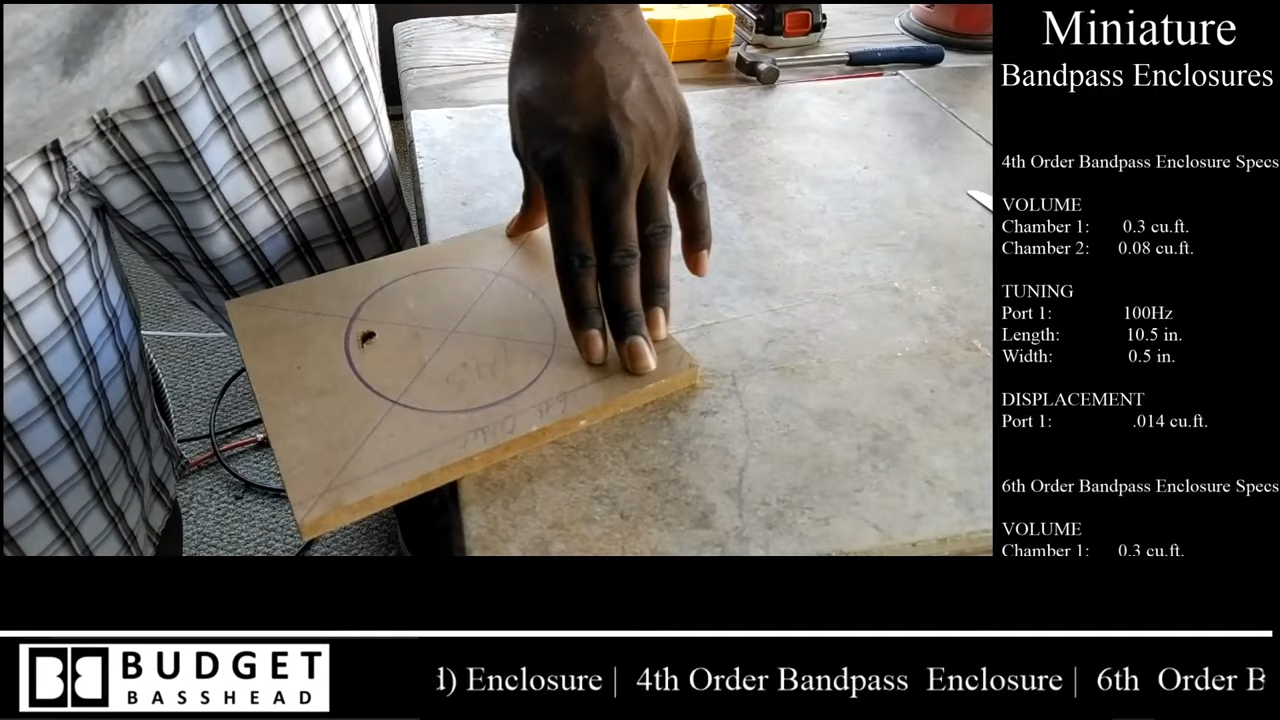 Miniature
Bandpass Enclosures
4th Order Bandpass Enclosure Specs
VOLUME
Chamber 1: 0.3 cu.ft.
Chamber 2: 0.08 cu.ft.
TUNING
Port 1: 100Hz
Length: 10.5 in.
Width: 0.5 in.
DISPLACEMENT
Port 1: .014 cu.ft.
6th Order Bandpass Enclosure Specs
VOLUME
Chamber 1: 0.3 cu.ft.
6th Order
BUDGET
BASSHEAD
d) Enclosure | 4th Order Bandpass Enclosure | 6th Order B